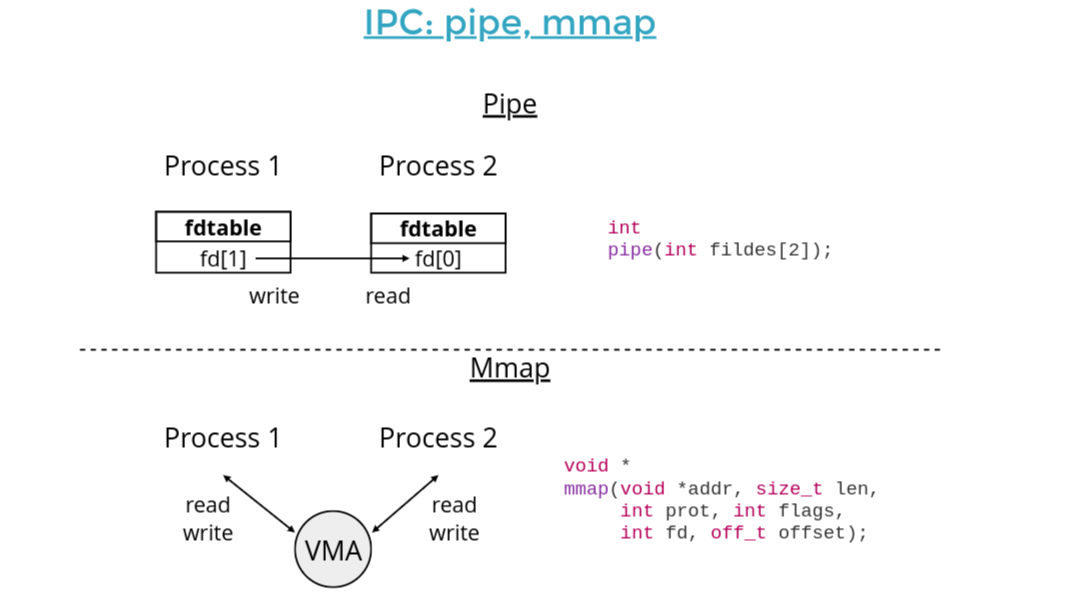 IPC: pipe, mmap
Pipe
Process 1
Process 2
fdtable
fd[1]
fdtable
fd[0]
write
read
int
pipe(int fildes[2]);
Mmap
Process 1
Process 2
read
write
read
write
VMA
void *
mmap(void *addr, size_t len,
int prot, int flags,
int fd, off_t offset);